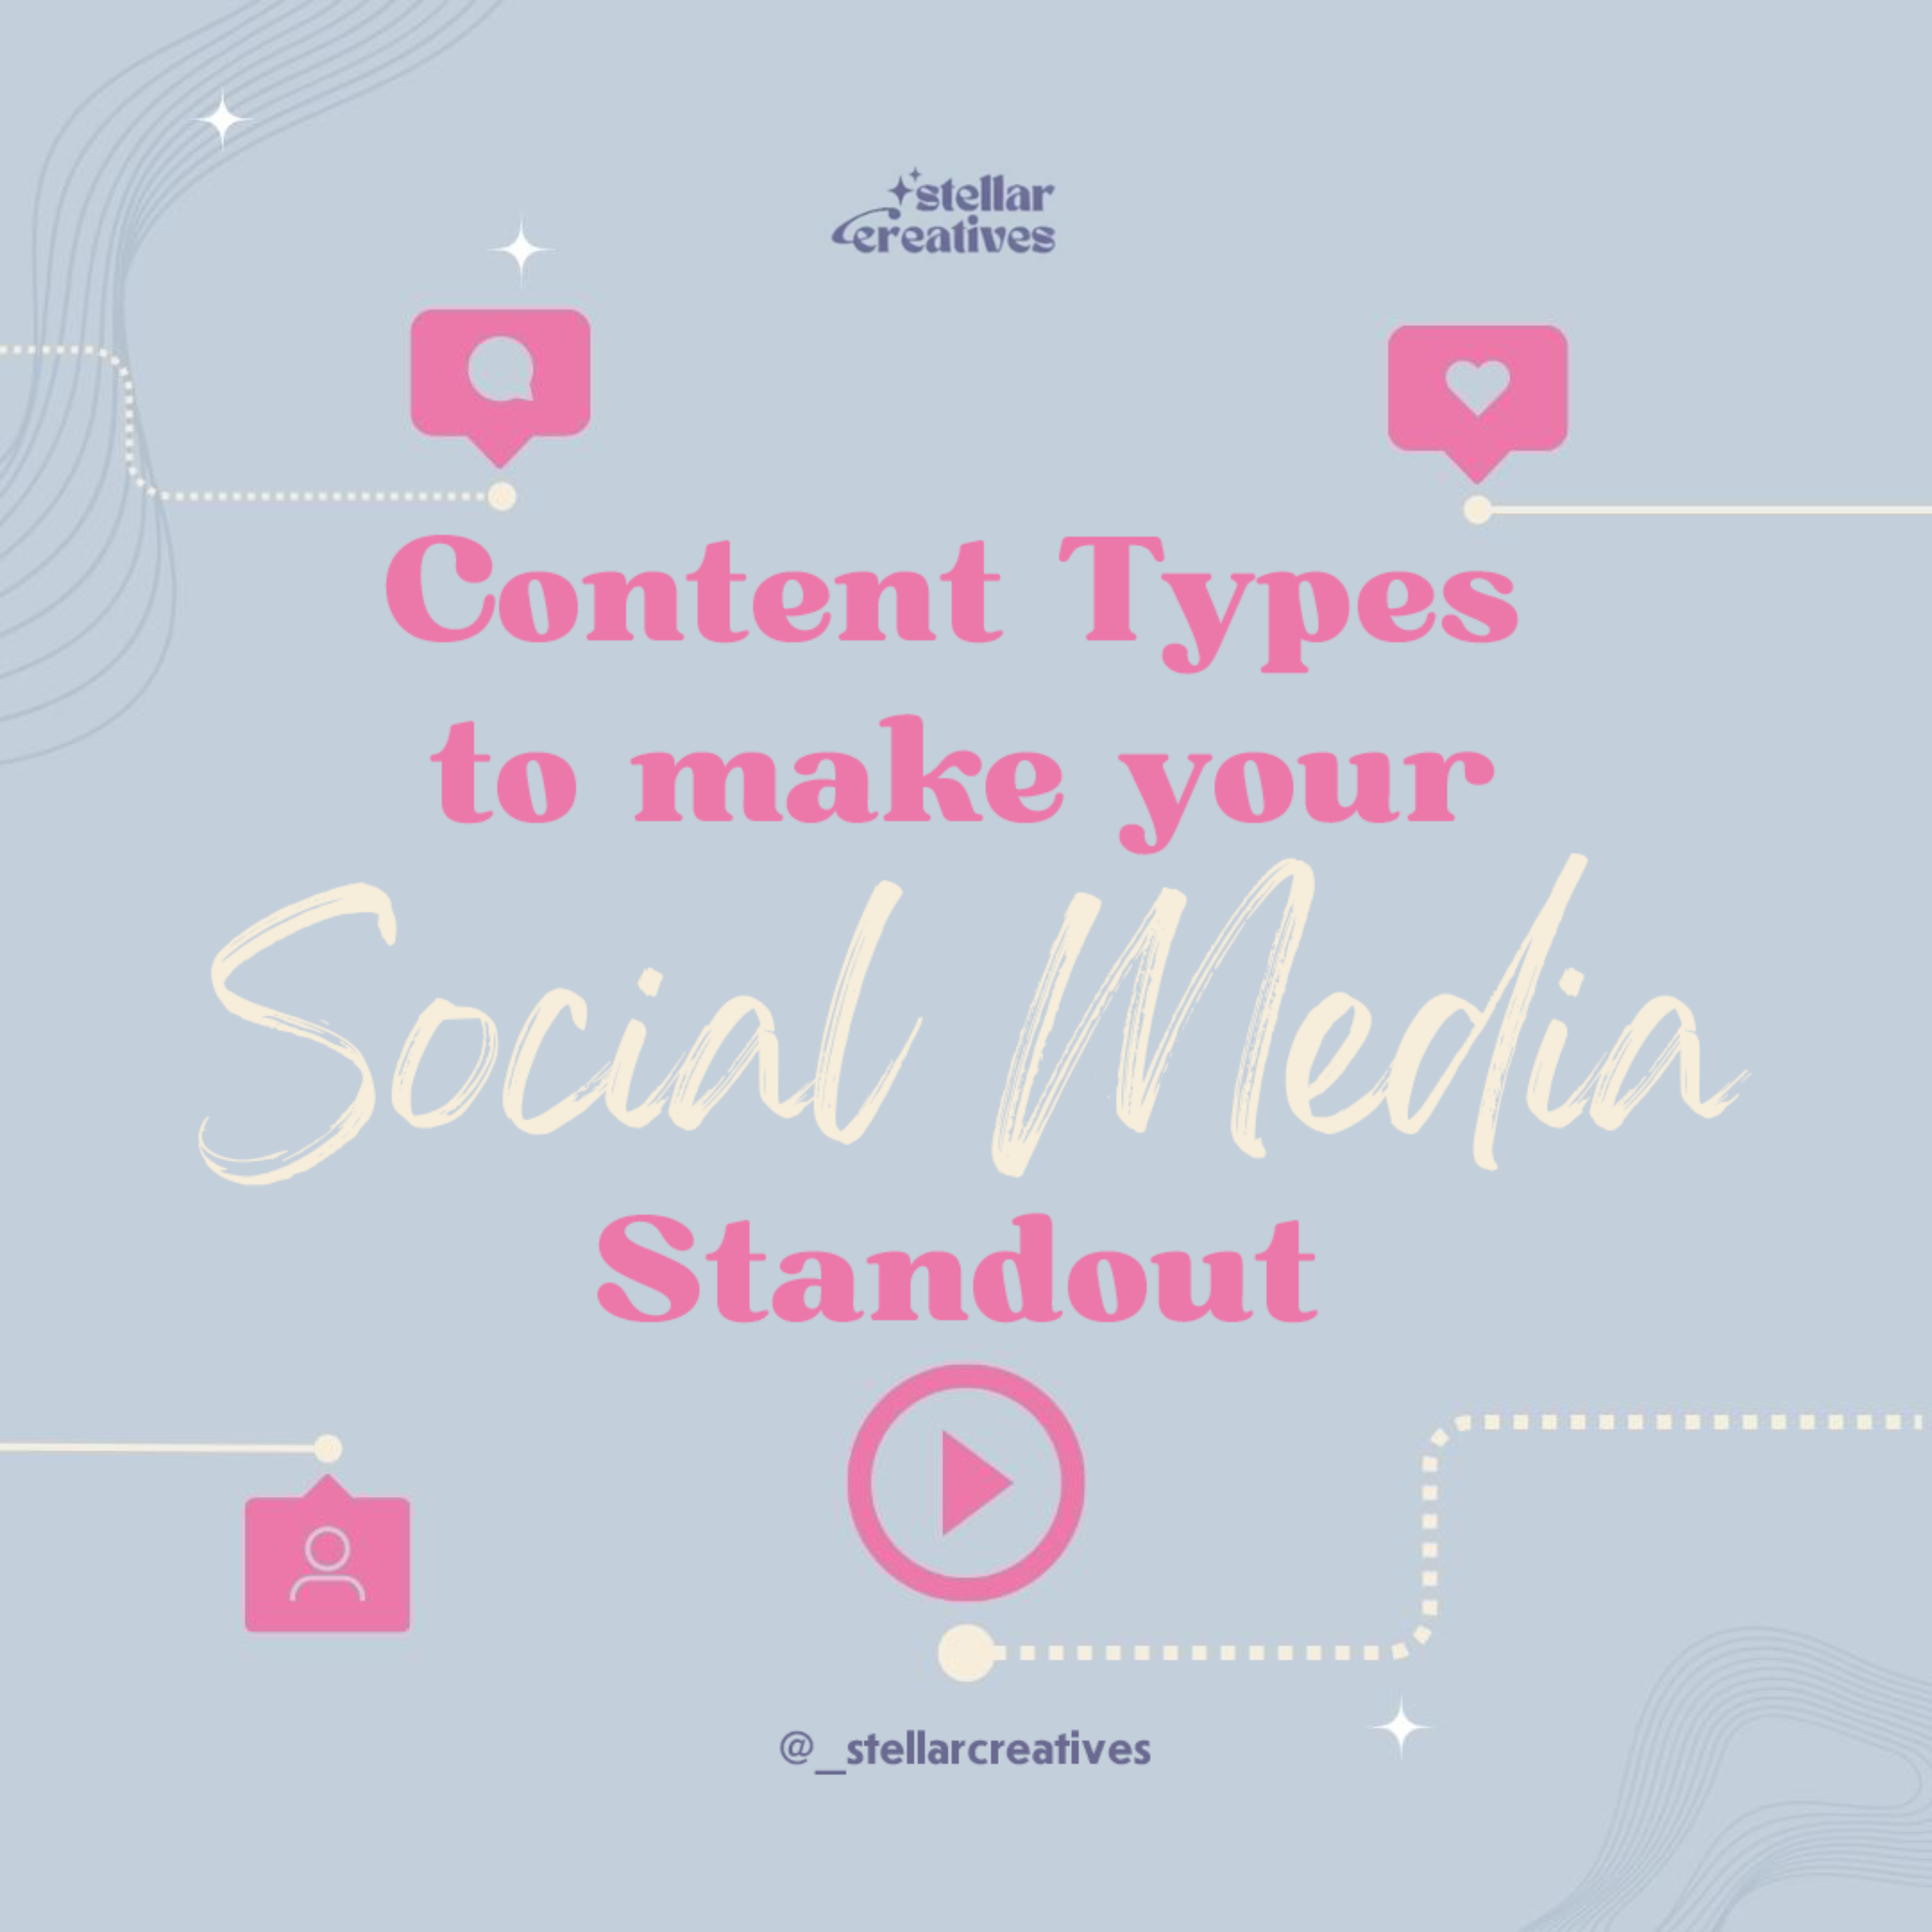 stellar
creatives
Content Types
to make your
Social Media
Standout
@_stellarcreatives